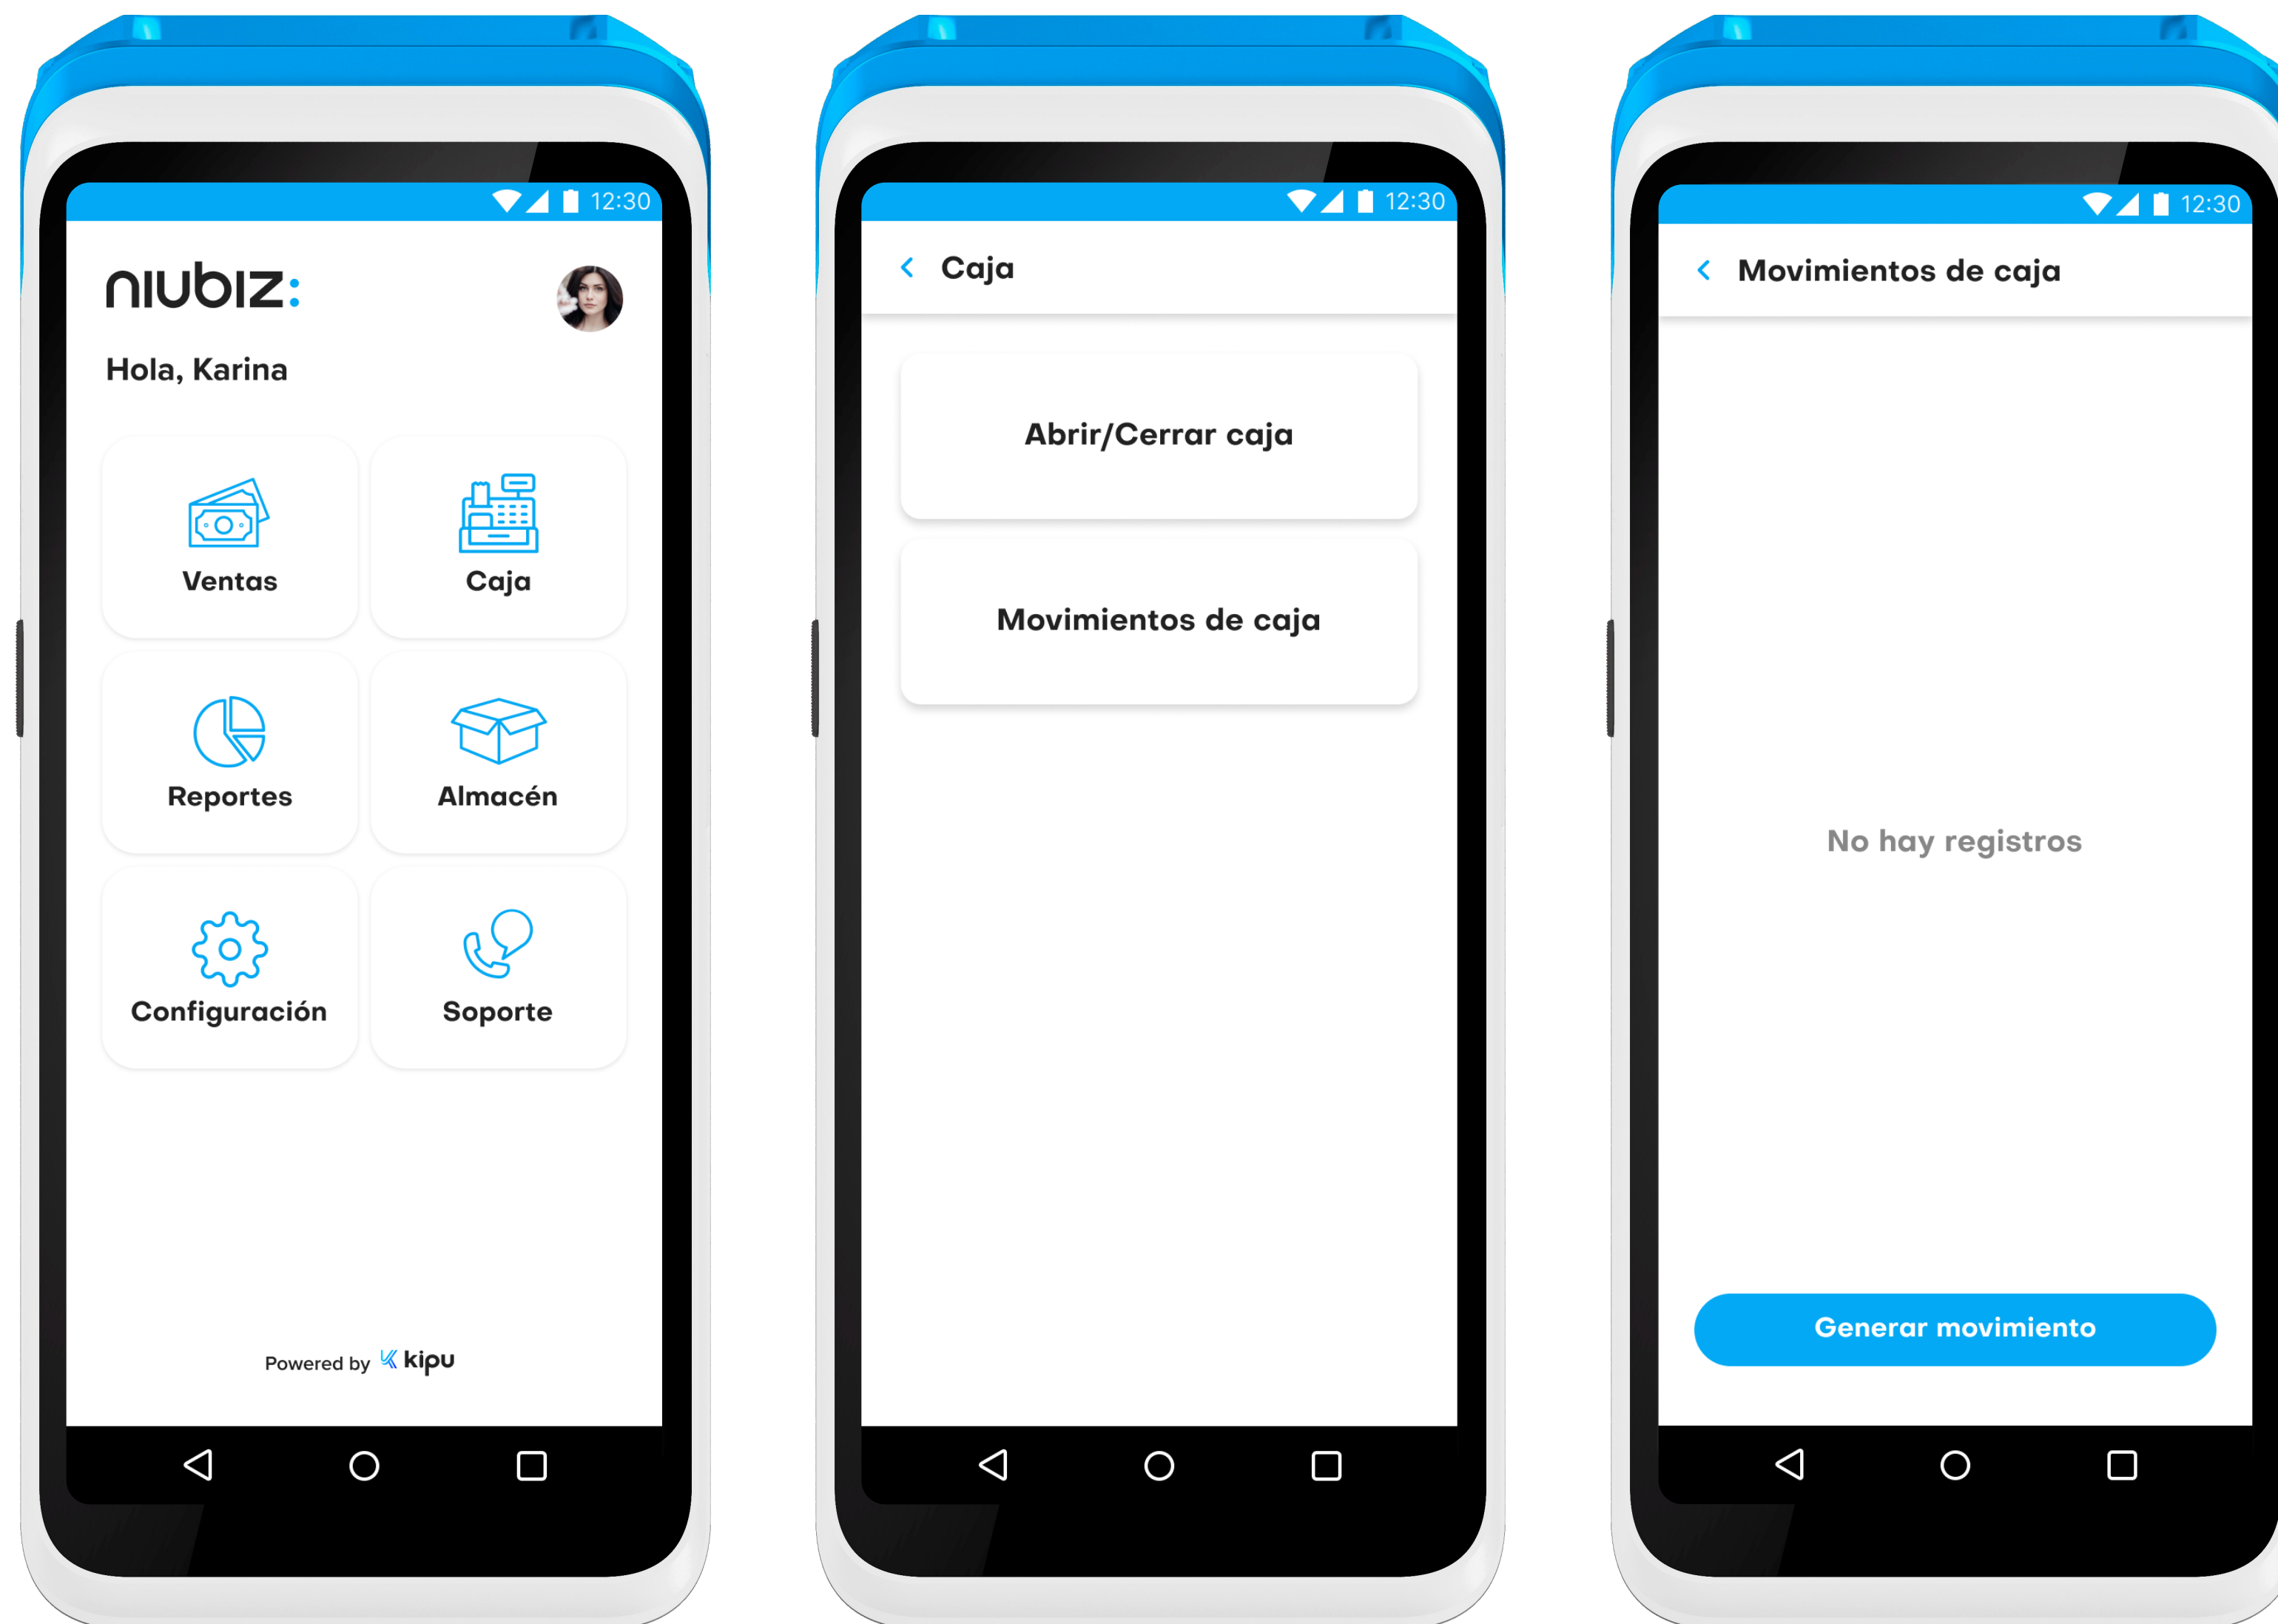 12:30
niubiz:
Hola, Karina
Ventas
Caja
Reportes
Almacén
Configuración
Soporte
Powered by kipu
12:30
Caja
Abrir/Cerrar caja
Movimientos de caja
12:30
Movimientos de caja
No hay registros
Generar movimiento